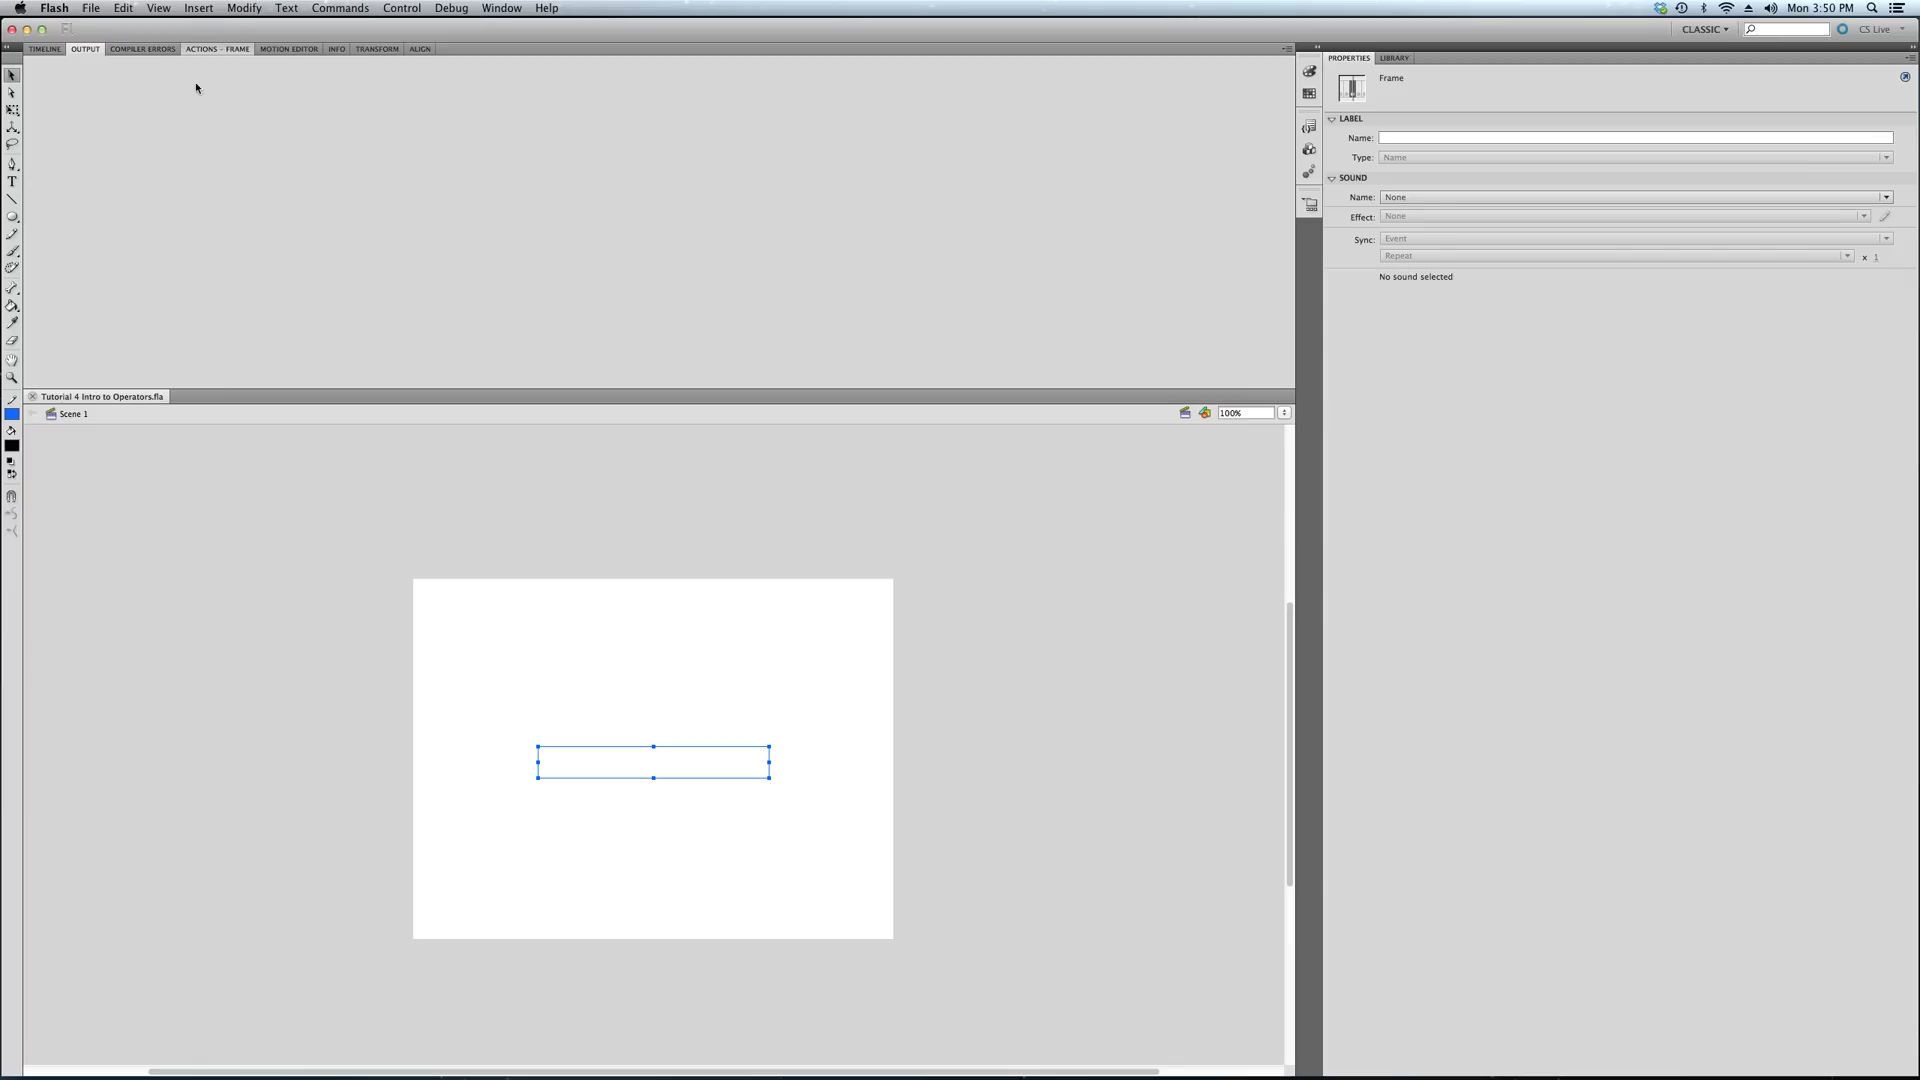 Flash File Edit View Insert Modify Text Commands Control Debug Window Help Mon 3:50 PM
Fl CLASSIC CS Live
TIMELINE OUTPUT COMPILER ERRORS ACTIONS - FRAME MOTION EDITOR INFO TRANSFORM ALIGN
PROPERTIES LIBRARY
Frame
LABEL
Name:
Type: Name
SOUND
Name: None
Effect: None
Sync: Event
Repeat x 1
No sound selected
T
Tutorial 4 Intro to Operators.fla
Scene 1 100%